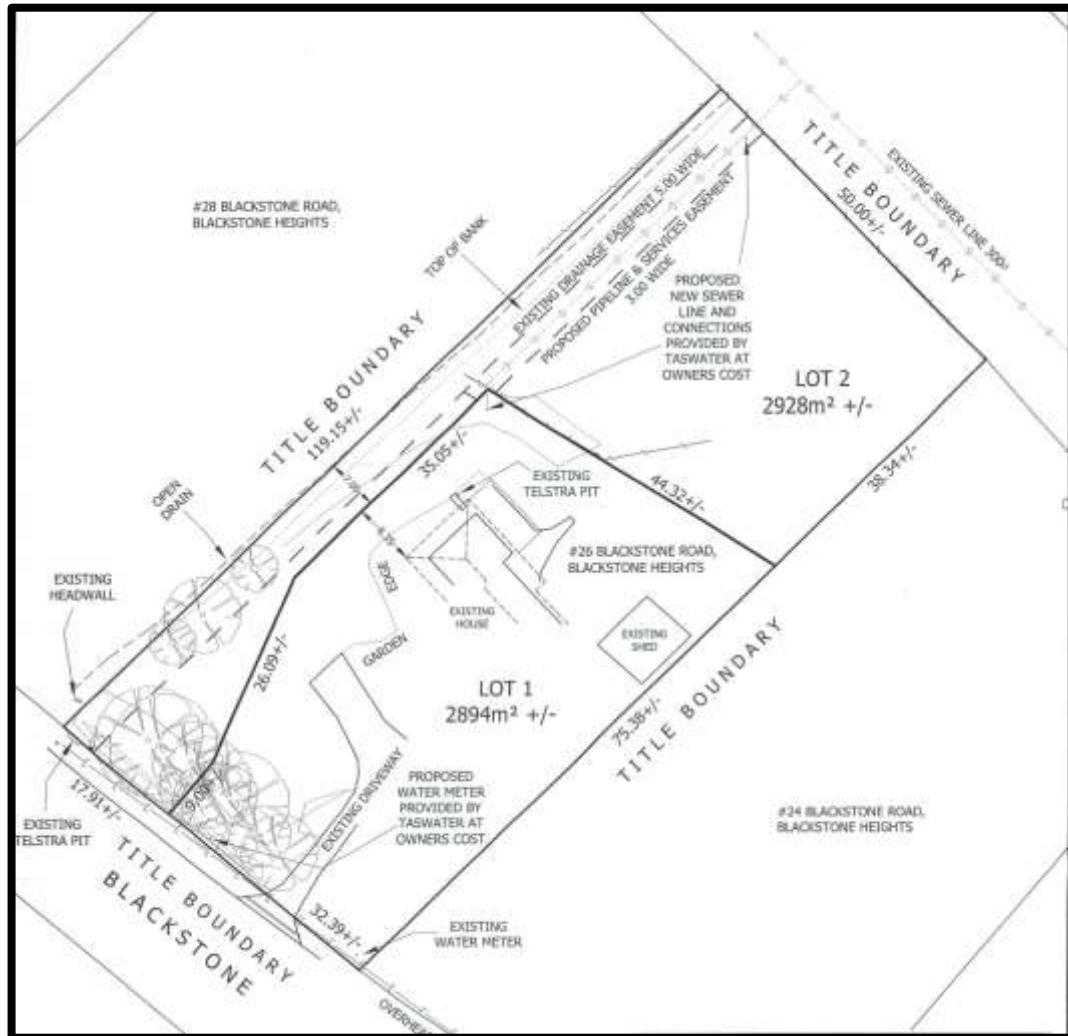 #28 BLACKSTONE ROAD,
BLACKSTONE HEIGHTS
TITLE BOUNDARY
50.00+/-
EXISTING SEWER LINE 300
TOP OF BANK
EXISTING DRAINAGE EASEMENT 5.00 WIDE
PROPOSED PIPELINE & SERVICES EASEMENT
3.00 WIDE
PROPOSED
NEW SEWER
LINE AND
CONNECTIONS
PROVIDED BY
TASWATER AT
OWNERS COST
LOT 2
2928m² +/-
TITLE BOUNDARY
119.15+/-
35.05+/-
44.32+/-
38.34+/-
OPEN
DRAIN
EXISTING
TELSTRA PIT
#26 BLACKSTONE ROAD,
BLACKSTONE HEIGHTS
EXISTING
HEADWALL
EDGE
GARDEN
EXISTING
HOUSE
EXISTING
SHED
26.09+/-
LOT 1
2894m² +/-
75.38+/-
TITLE BOUNDARY
9.09
EXISTING DRIVEWAY
PROPOSED
WATER METER
PROVIDED BY
TASWATER AT
OWNERS COST
#24 BLACKSTONE ROAD,
BLACKSTONE HEIGHTS
17.91+/-
EXISTING
TELSTRA PIT
TITLE BOUNDARY
BLACKSTONE
32.39+/-
EXISTING
WATER METER